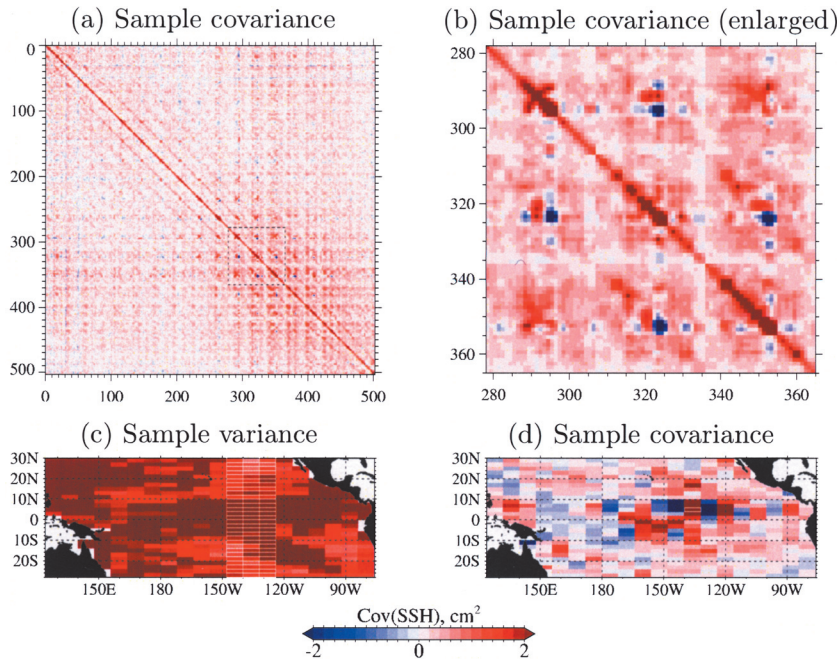 (a) Sample covariance
(b) Sample covariance (enlarged)
0
100
200
300
400
500
0 100 200 300 400 500
280
300
320
340
360
280 300 320 340 360
(c) Sample variance
(d) Sample covariance
30N
20N
10N
0
10S
20S
150E 180 150W 120W 90W
30N
20N
10N
0
10S
20S
150E 180 150W 120W 90W
Cov(SSH), cm²
-2 0 2